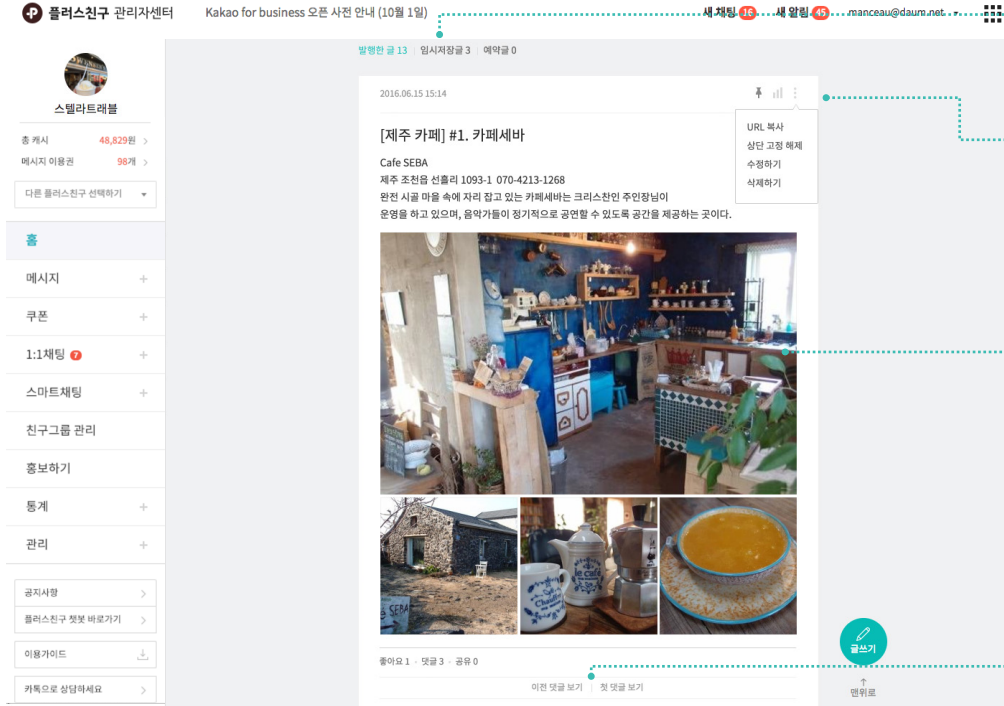 플러스친구 관리자센터
Kakao for business 오픈 사전 안내 (10월 1일)
새 채팅 16
새 알림 45
manceau@daum.net
스텔라트래블
총 캐시 48,829원
메시지 이용권 98개
다른 플러스친구 선택하기
홈
메시지
쿠폰
1:1채팅 7
스마트채팅
친구그룹 관리
홍보하기
통계
관리
공지사항
플러스친구 챗봇 바로가기
이용가이드
카톡으로 상담하세요
발행한 글 13 | 임시저장글 3 | 예약글 0
2016.06.15 15:14
URL 복사
상단 고정 해제
수정하기
삭제하기
[제주 카페] #1. 카페세바
Cafe SEBA
제주 조천읍 선흘리 1093-1 070-4213-1268
완전 시골 마을 속에 자리 잡고 있는 카페세바는 크리스찬인 주인장님이
운영을 하고 있으며, 음악가들이 정기적으로 공연할 수 있도록 공간을 제공하는 곳이다.
SEBA
le café
Chauffe
좋아요 1 · 댓글 3 · 공유 0
이전 댓글 보기 | 첫 댓글 보기
글쓰기
맨위로